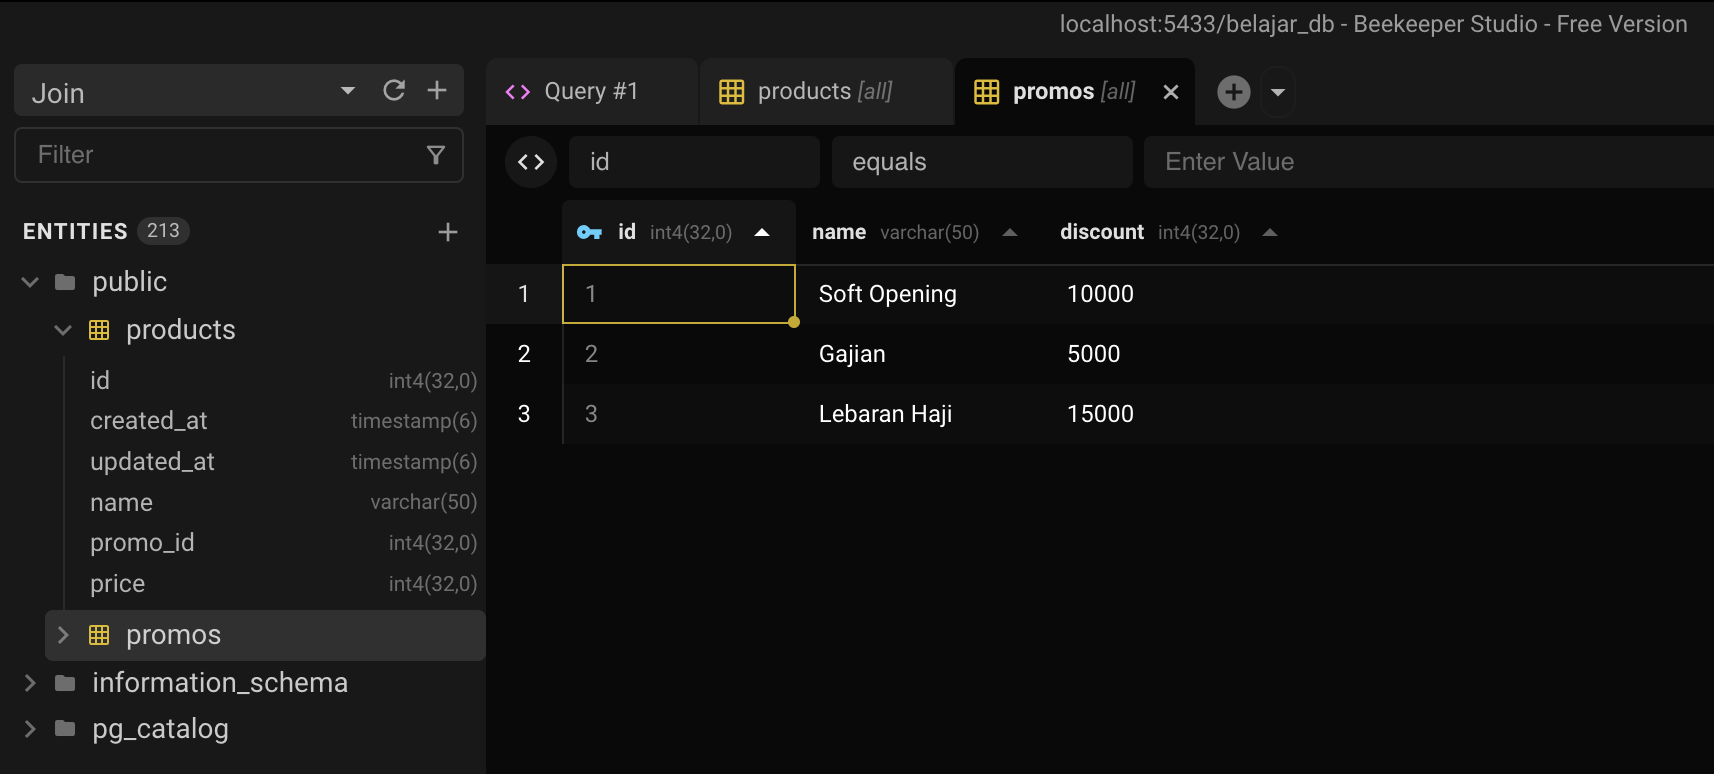 localhost:5433/belajar_db - Beekeeper Studio - Free Version
Join
Query #1
products [all]
promos [all]
Filter
id
equals
Enter Value
ENTITIES 213
id int4(32,0) name varchar(50) discount int4(32,0)
1 1 Soft Opening 10000
2 2 Gajian 5000
3 3 Lebaran Haji 15000
public
products
id int4(32,0)
created_at timestamp(6)
updated_at timestamp(6)
name varchar(50)
promo_id int4(32,0)
price int4(32,0)
promos
information_schema
pg_catalog